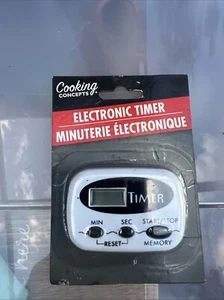 Cooking
CONCEPTS
ELECTRONIC TIMER
MINUTERIE ÉLECTRONIQUE
TIMER
MIN SEC START/STOP
RESET MEMORY